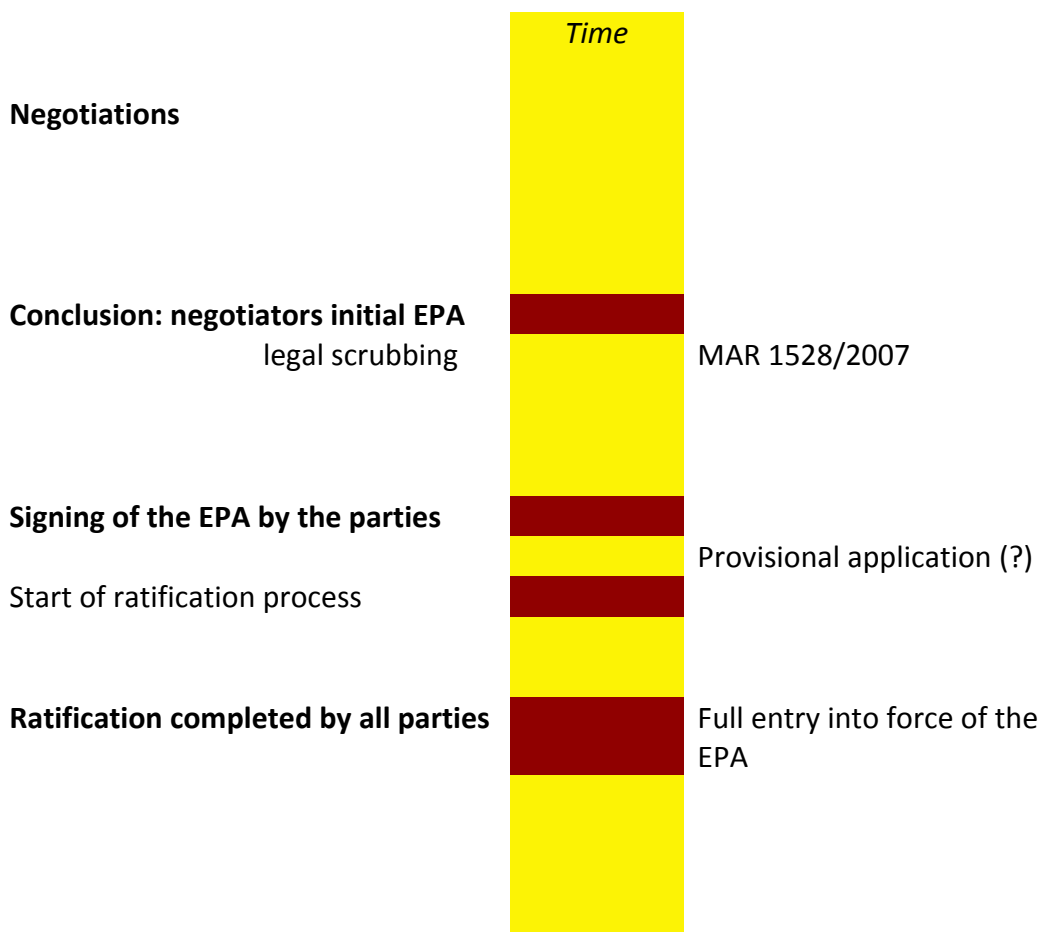 Time
Negotiations
Conclusion: negotiators initial EPA
legal scrubbing
MAR 1528/2007
Signing of the EPA by the parties
Provisional application (?)
Start of ratification process
Ratification completed by all parties
Full entry into force of the
EPA